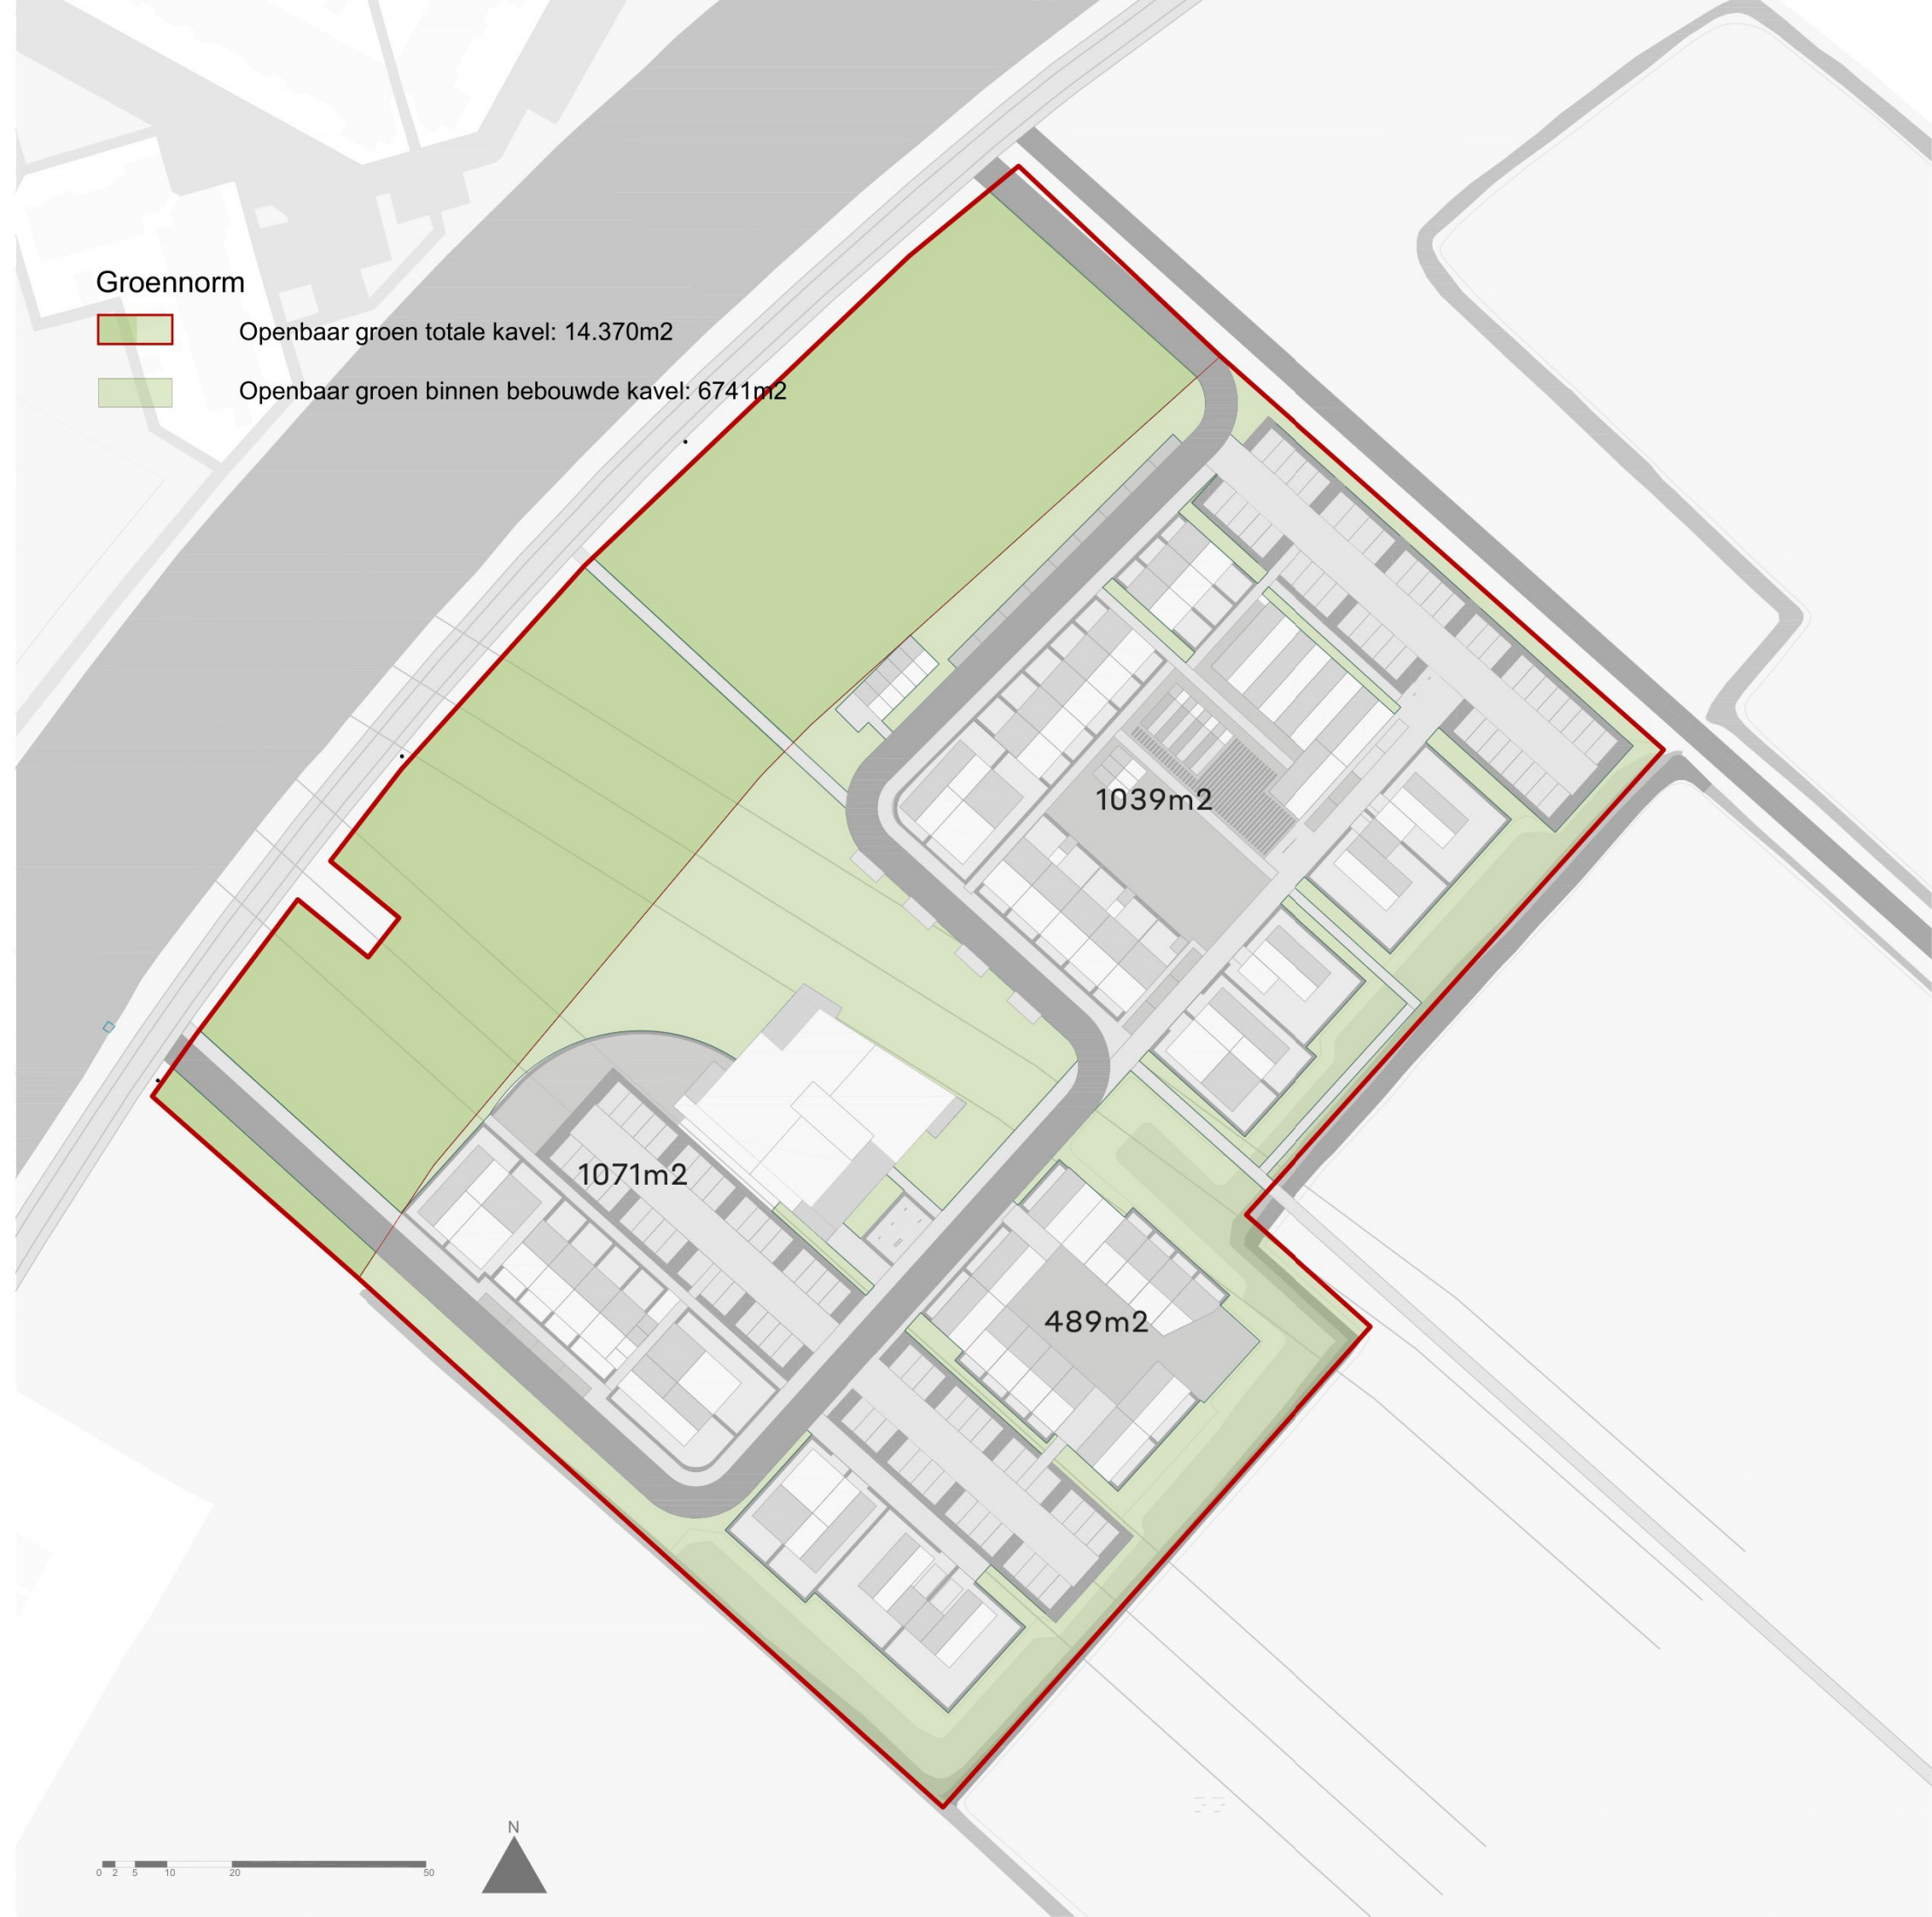 Groennorm
Openbaar groen totale kavel: 14.370m2
Openbaar groen binnen bebouwde kavel: 6741m2
1039m2
1071m2
489m2
N
0 2 5 10 20 50